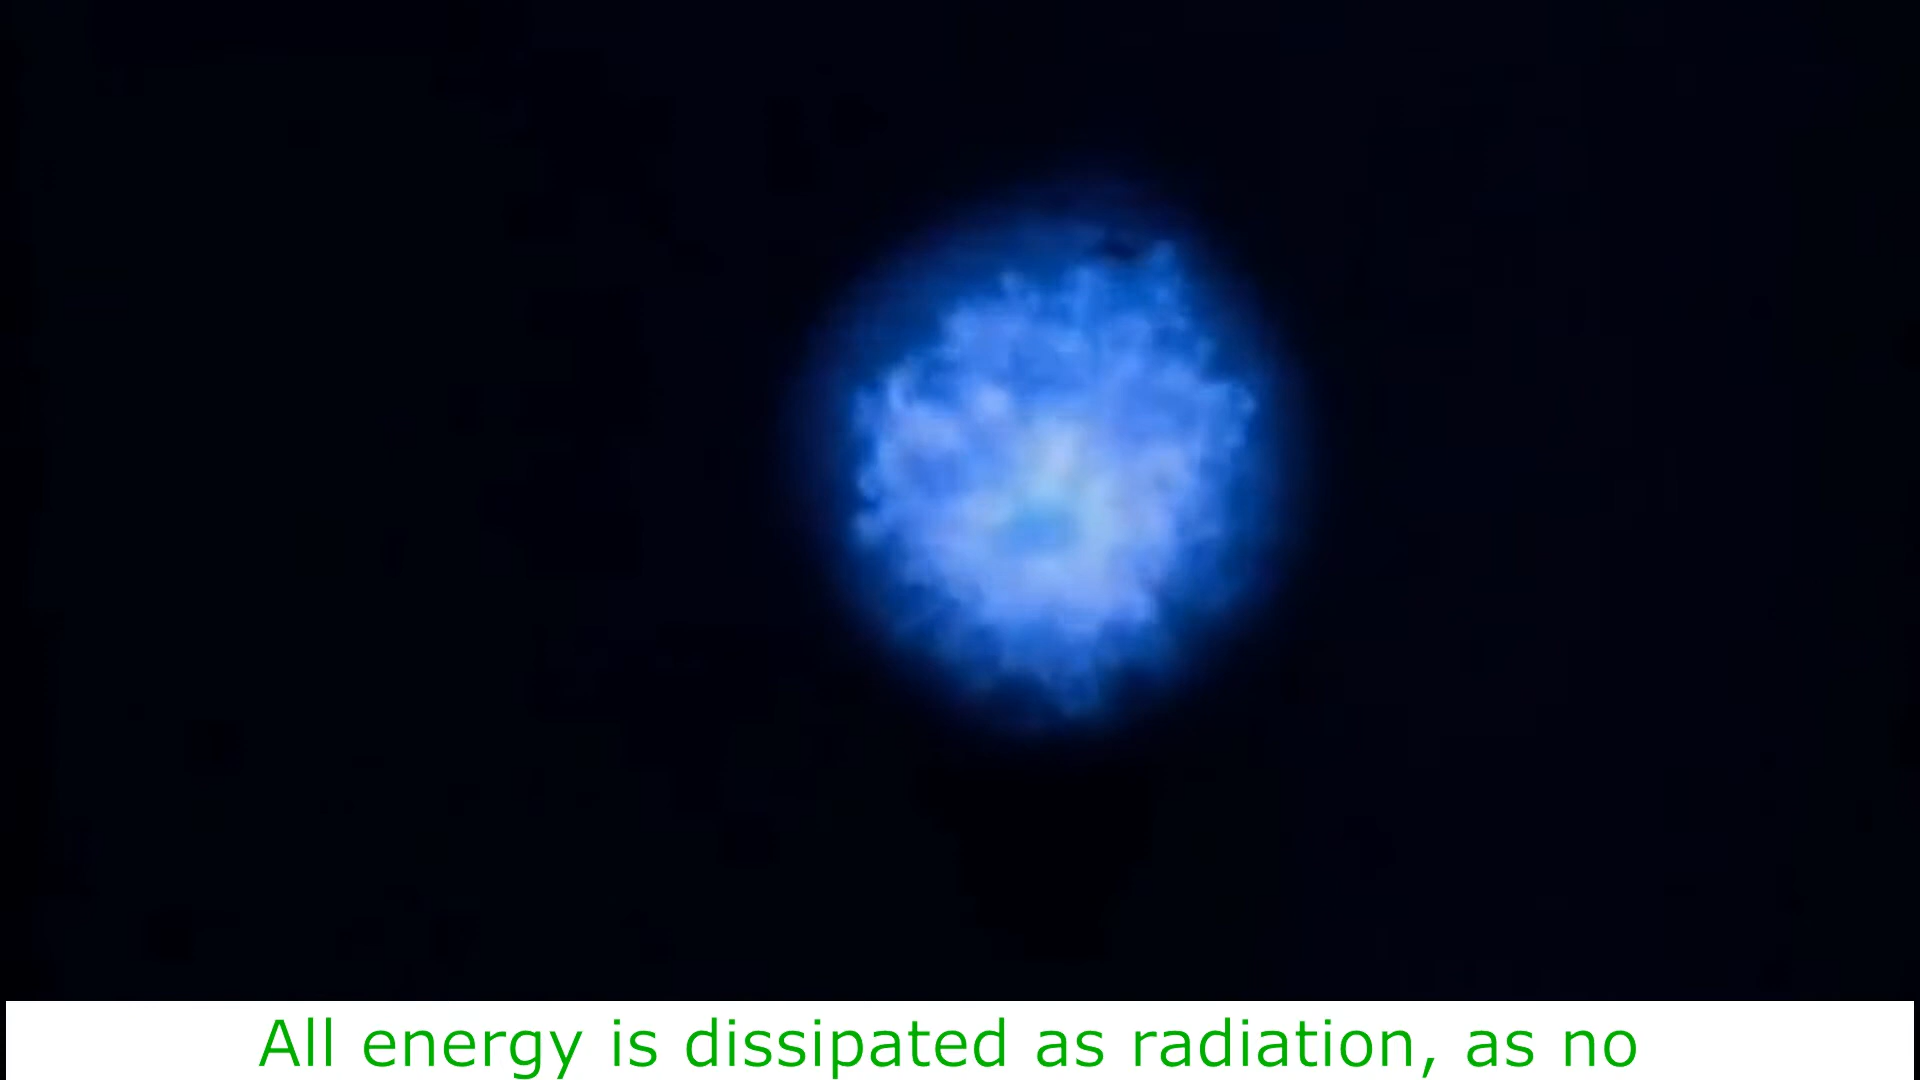 All energy is dissipated as radiation, as no